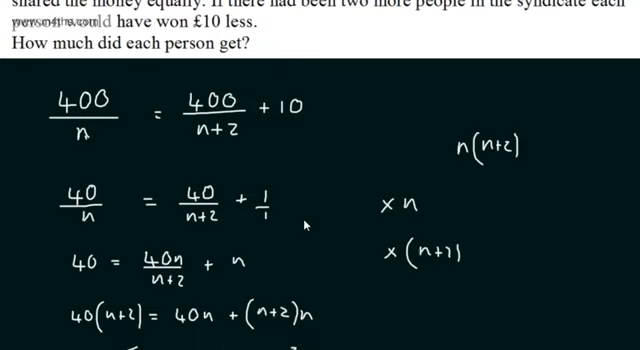 shared the money equally. If there had been two more people in the syndicate each
person would have won £10 less.
How much did each person get?
400/n = 400/(n+2) + 10
n(n+2)
40/n = 40/(n+2) + 1/1
× n
40 = 40n/(n+2) + n
× (n+2)
40(n+2) = 40n + (n+2)n